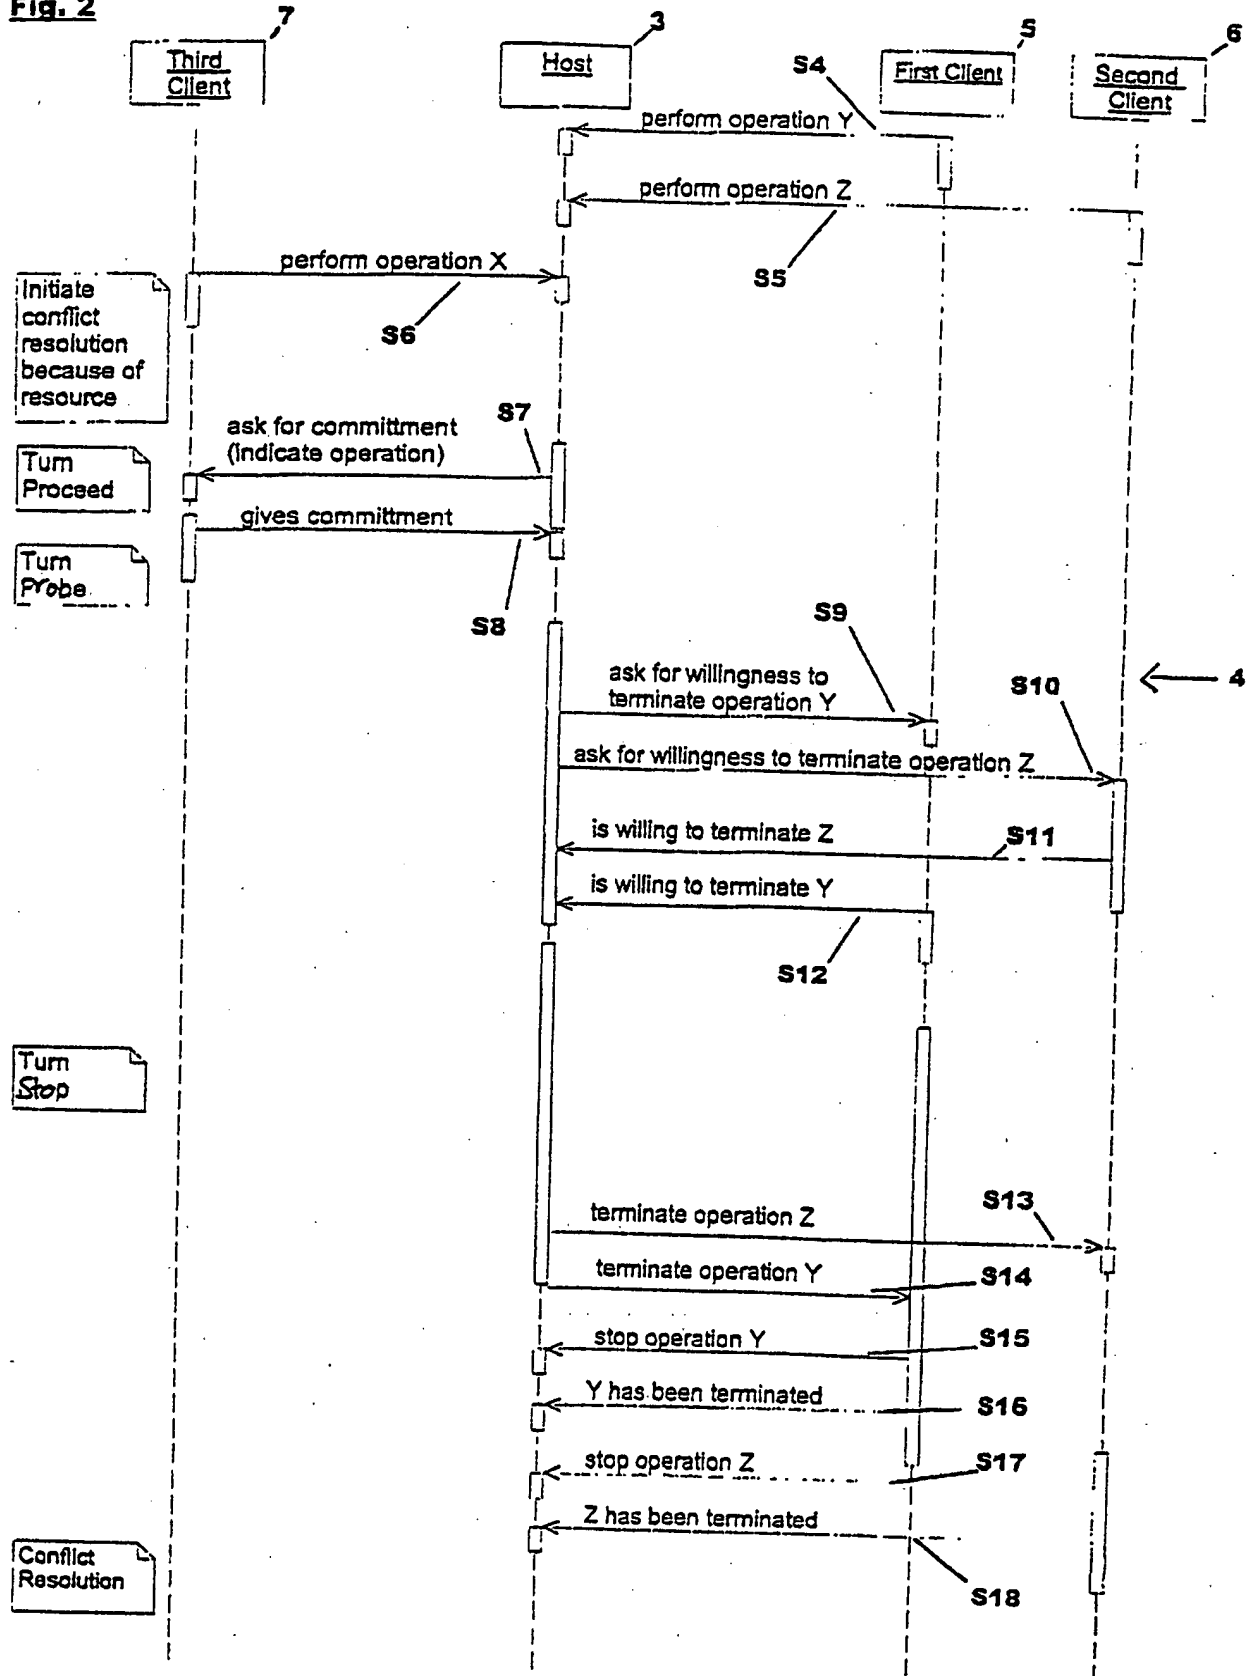 Fig. 2
7
3
5
6
Third
Client
Host
First Client
Second
Client
S4
perform operation Y
perform operation Z
S5
perform operation X
S6
Initiate
conflict
resolution
because of
resource
S7
ask for committment
(indicate operation)
Turn
Proceed
gives committment
Turn
Probe
S8
S9
ask for willingness to
terminate operation Y
S10
4
ask for willingness to terminate operation Z
is willing to terminate Z
S11
is willing to terminate Y
S12
Turn
Stop
S13
terminate operation Z
terminate operation Y
S14
stop operation Y
S15
Y has been terminated
S16
stop operation Z
S17
Z has been terminated
S18
Conflict
Resolution